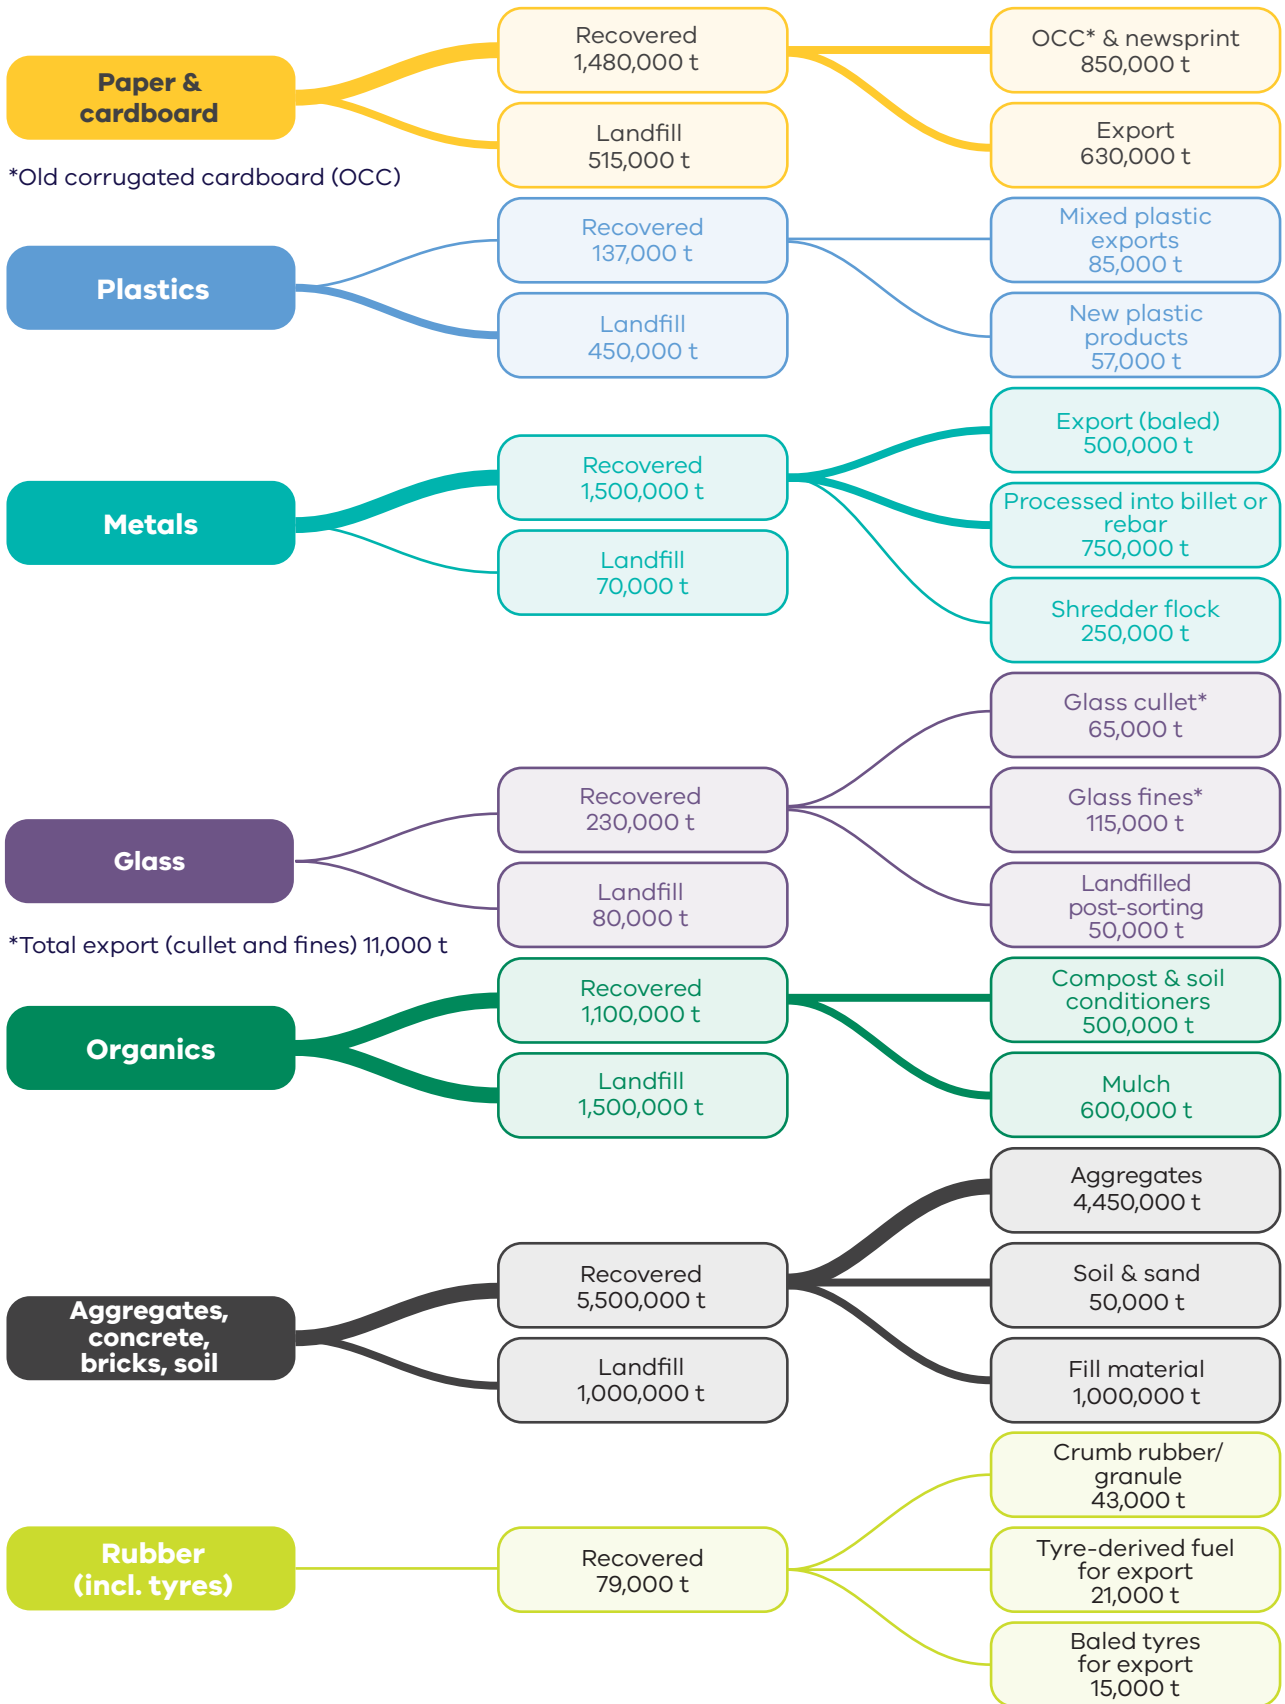 Paper &
cardboard
Recovered
1,480,000 t
Landfill
515,000 t
OCC* & newsprint
850,000 t
Export
630,000 t
*Old corrugated cardboard (OCC)
Plastics
Recovered
137,000 t
Landfill
450,000 t
Mixed plastic
exports
85,000 t
New plastic
products
57,000 t
Metals
Recovered
1,500,000 t
Landfill
70,000 t
Export (baled)
500,000 t
Processed into billet or
rebar
750,000 t
Shredder flock
250,000 t
Glass
Recovered
230,000 t
Landfill
80,000 t
Glass cullet*
65,000 t
Glass fines*
115,000 t
Landfilled
post-sorting
50,000 t
*Total export (cullet and fines) 11,000 t
Organics
Recovered
1,100,000 t
Landfill
1,500,000 t
Compost & soil
conditioners
500,000 t
Mulch
600,000 t
Aggregates,
concrete,
bricks, soil
Recovered
5,500,000 t
Landfill
1,000,000 t
Aggregates
4,450,000 t
Soil & sand
50,000 t
Fill material
1,000,000 t
Rubber
(incl. tyres)
Recovered
79,000 t
Crumb rubber/
granule
43,000 t
Tyre-derived fuel
for export
21,000 t
Baled tyres
for export
15,000 t